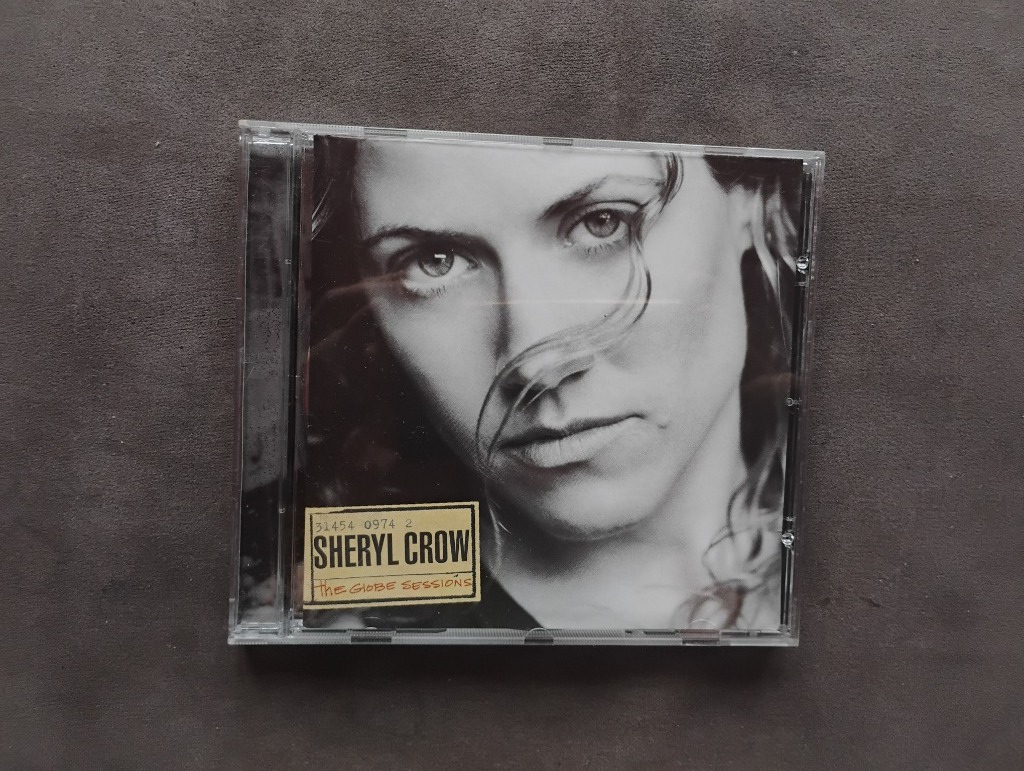 31454 0974 2
SHERYL CROW
The GLOBE SESSIONS